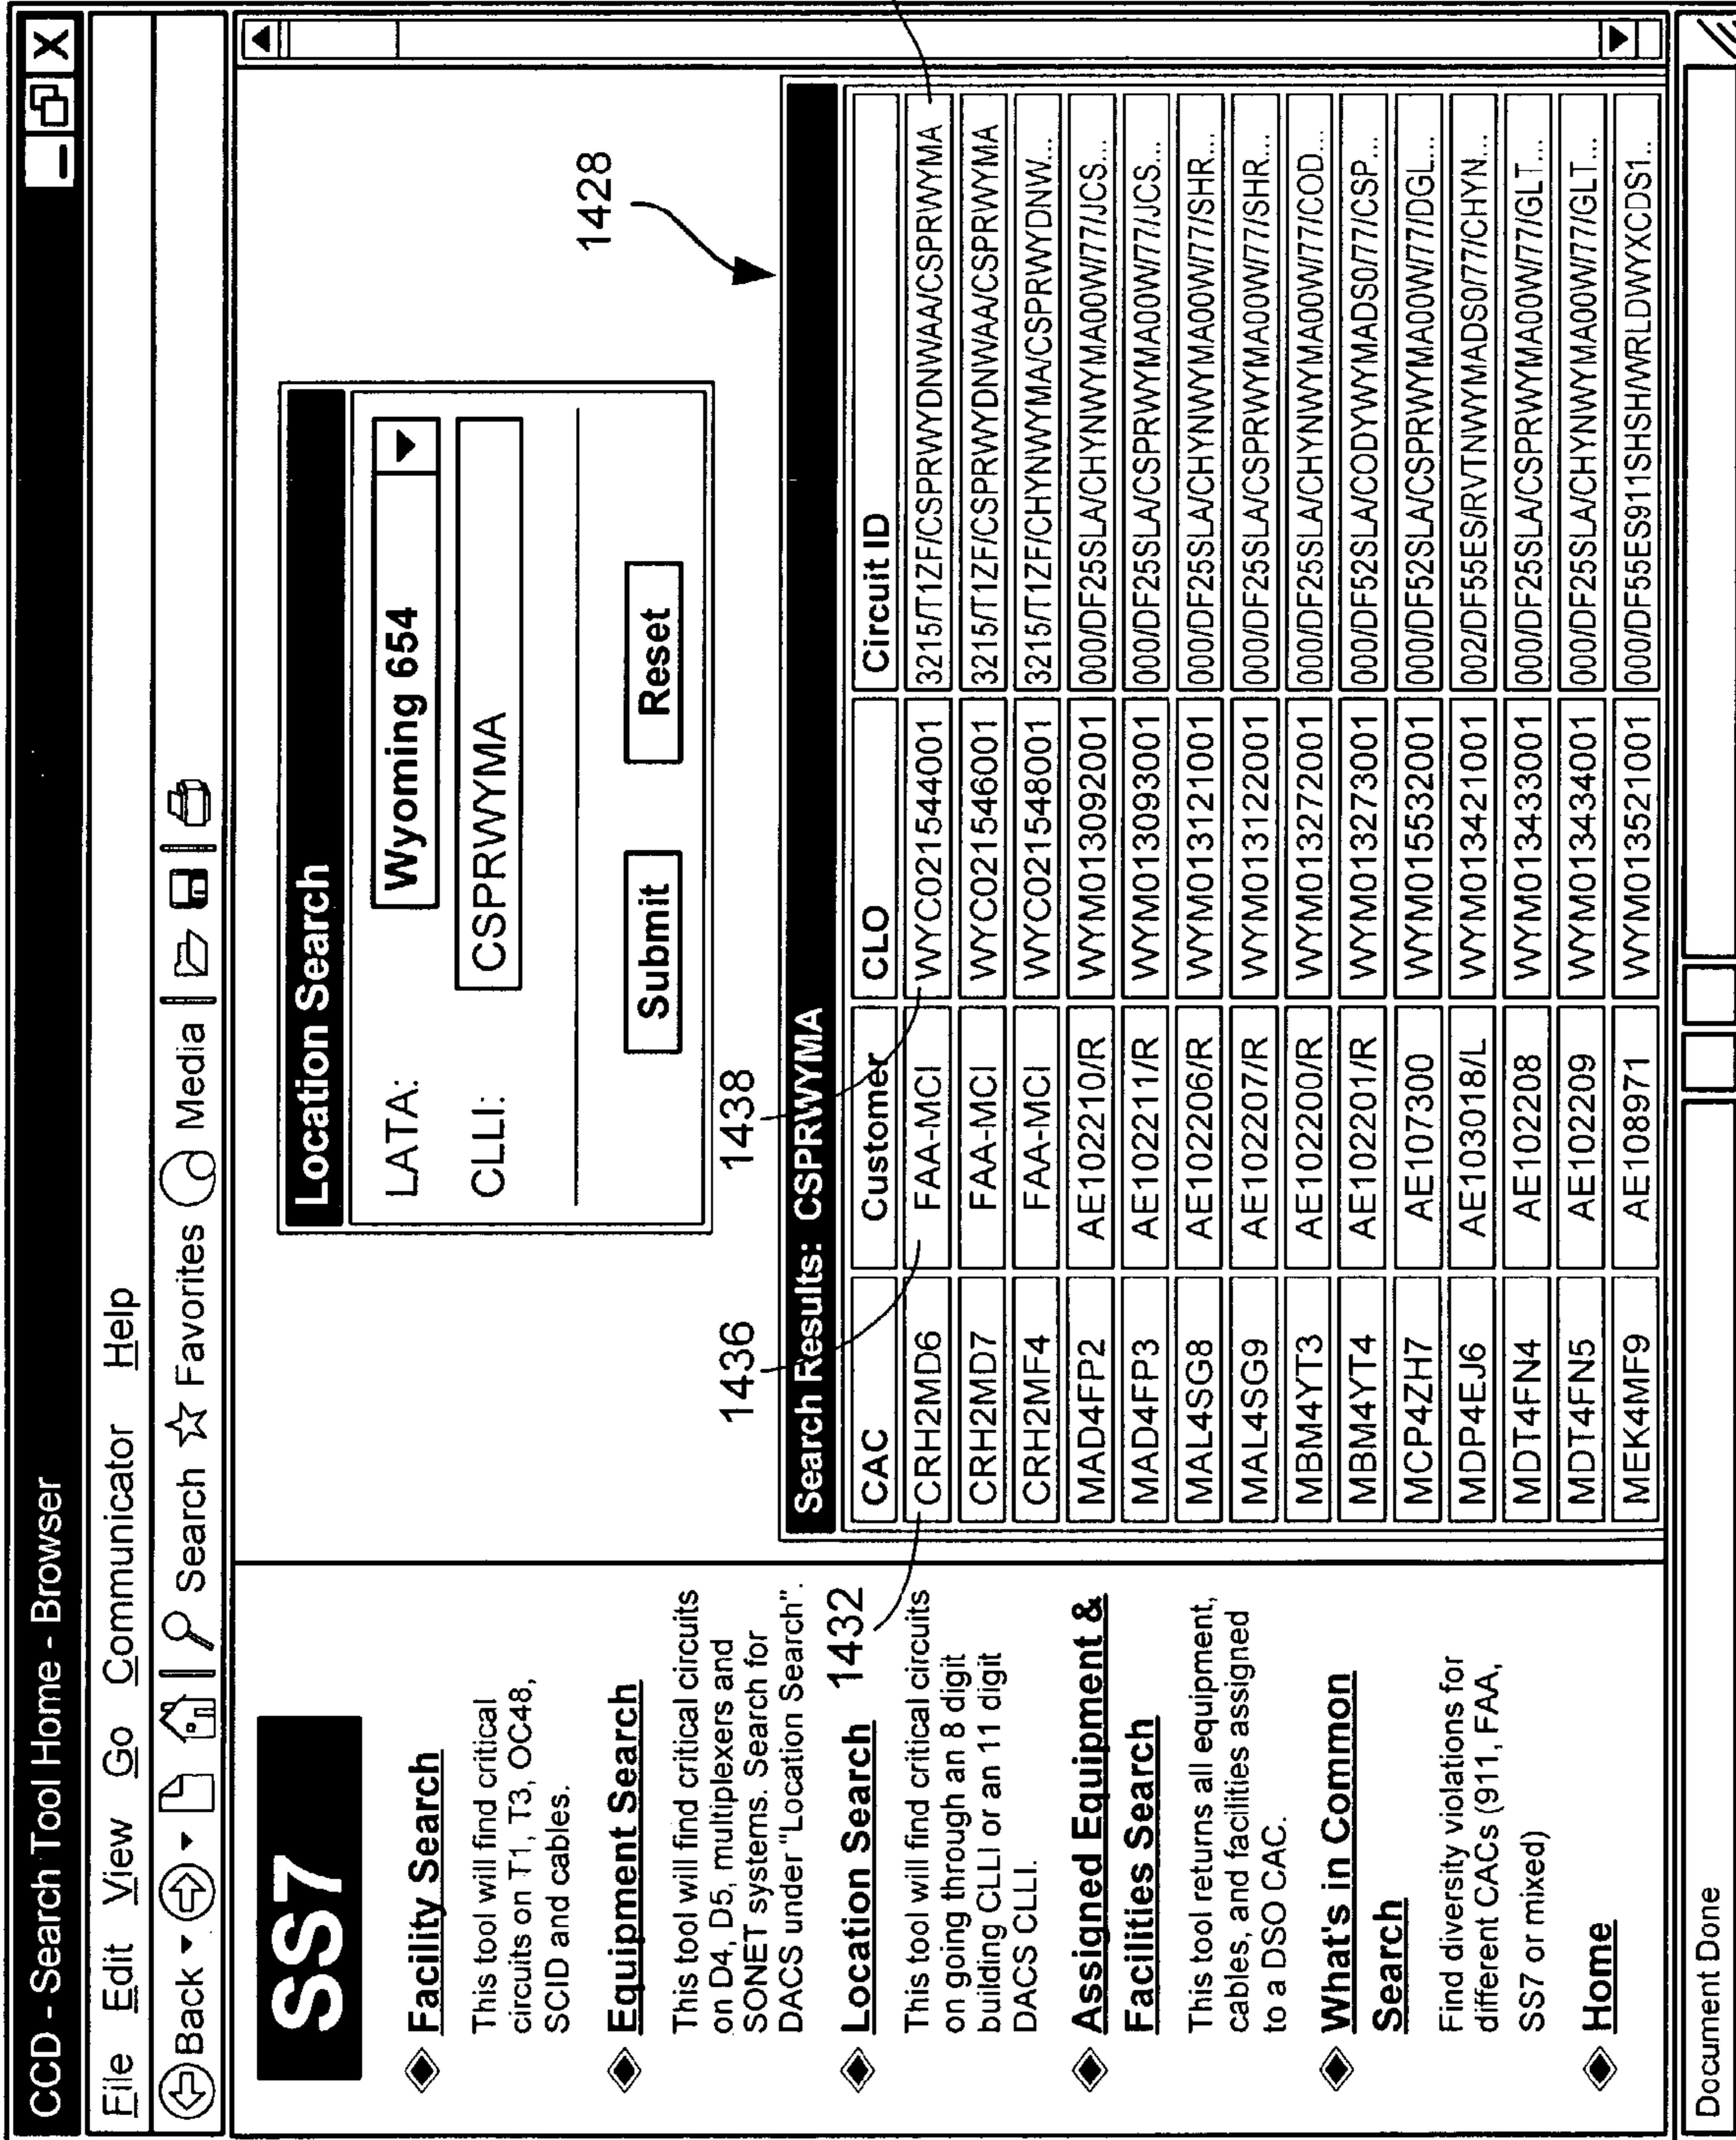 CCD - Search Tool Home - Browser
File Edit View Go Communicator Help
Back Search Favorites Media
SS7
Facility Search
This tool will find critical
circuits on T1, T3, OC48,
SCID and cables.
Equipment Search
This tool will find critical circuits
on D4, D5, multiplexers and
SONET systems. Search for
DACS under "Location Search".
Location Search 1432
This tool will find critical circuits
on going through an 8 digit
building CLLI or an 11 digit
DACS CLLI.
Assigned Equipment &
Facilities Search
This tool returns all equipment,
cables, and facilities assigned
to a DSO CAC.
What's in Common
Search
Find diversity violations for
different CACs (911, FAA,
SS7 or mixed)
Home
Location Search
LATA: Wyoming 654
CLLI: CSPRWYMA
Submit Reset
1436 1438 1428
Search Results: CSPRWYMA
CAC Customer CLO Circuit ID
CRH2MD6 FAA-MCI WYC021544001 3215/T1ZF/CSPRWYDNWAA/CSPRWYMA
CRH2MD7 FAA-MCI WYC021546001 3215/T1ZF/CSPRWYDNWAA/CSPRWYMA
CRH2MF4 FAA-MCI WYC021548001 3215/T1ZF/CHYNWYMA/CSPRWYDNW...
MAD4FP2 AE102210/R WYM013092001 000/DF25SLA/CHYNWYMA00W/77/JCS...
MAD4FP3 AE102211/R WYM013093001 000/DF25SLA/CSPRWYMA00W/77/JCS...
MAL4SG8 AE102206/R WYM013121001 000/DF25SLA/CHYNWYMA00W/77/SHR...
MAL4SG9 AE102207/R WYM013122001 000/DF25SLA/CSPRWYMA00W/77/SHR...
MBM4YT3 AE102200/R WYM013272001 000/DF25SLA/CHYNWYMA00W/77/COD...
MBM4YT4 AE102201/R WYM013273001 000/DF52SLA/CODYWYMADS0/77/CSP...
MCP4ZH7 AE107300 WYM015532001 000/DF52SLA/CSPRWYMA00W/77/DGL...
MDP4EJ6 AE103018/L WYM013421001 002/DF55ES/RVTNWYMADS0/77/CHYN...
MDT4FN4 AE102208 WYM013433001 000/DF25SLA/CSPRWYMA00W/77/GLT...
MDT4FN5 AE102209 WYM013434001 000/DF25SLA/CHYNWYMA00W/77/GLT...
MEK4MF9 AE108971 WYM013521001 000/DF55ES911SHSH/WRLDWYXCDS1...
Document Done